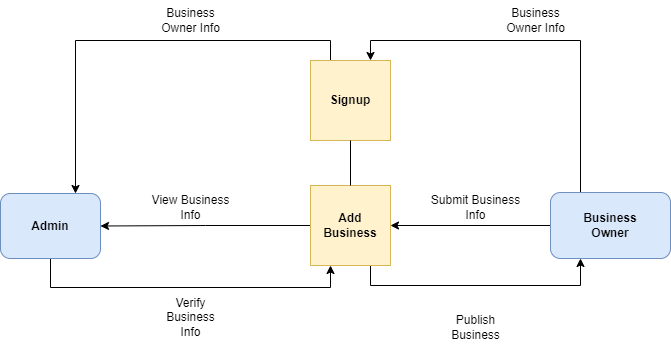 Business
Owner Info
Business
Owner Info
Signup
View Business
Info
Submit Business
Info
Admin
Add
Business
Business
Owner
Verify
Business
Info
Publish
Business